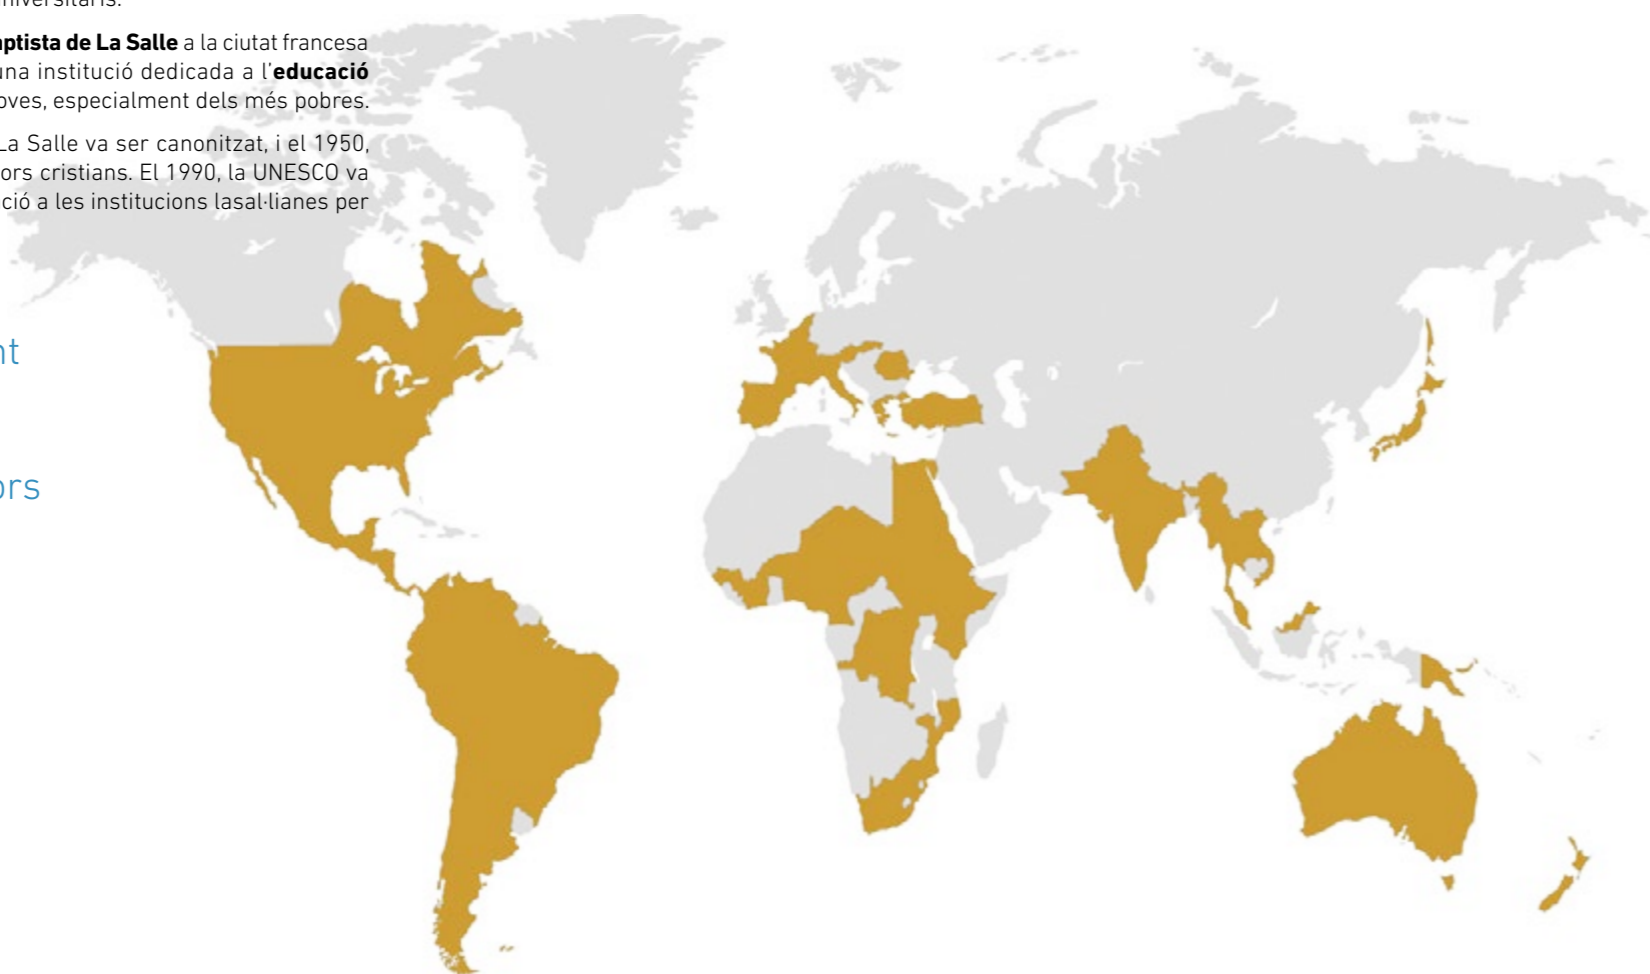 niversitaris.
aptista de La Salle a la ciutat francesa
una institució dedicada a l'educació
oves, especialment dels més pobres.
La Salle va ser canonitzat, i el 1950,
ors cristians. El 1990, la UNESCO va
ció a les institucions lasal·lianes per
nt
ors